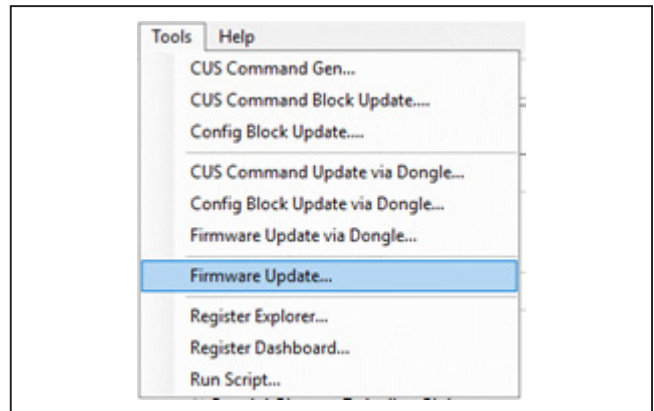 Tools Help
CUS Command Gen...
CUS Command Block Update....
Config Block Update....
CUS Command Update via Dongle...
Config Block Update via Dongle...
Firmware Update via Dongle...
Firmware Update...
Register Explorer...
Register Dashboard...
Run Script...